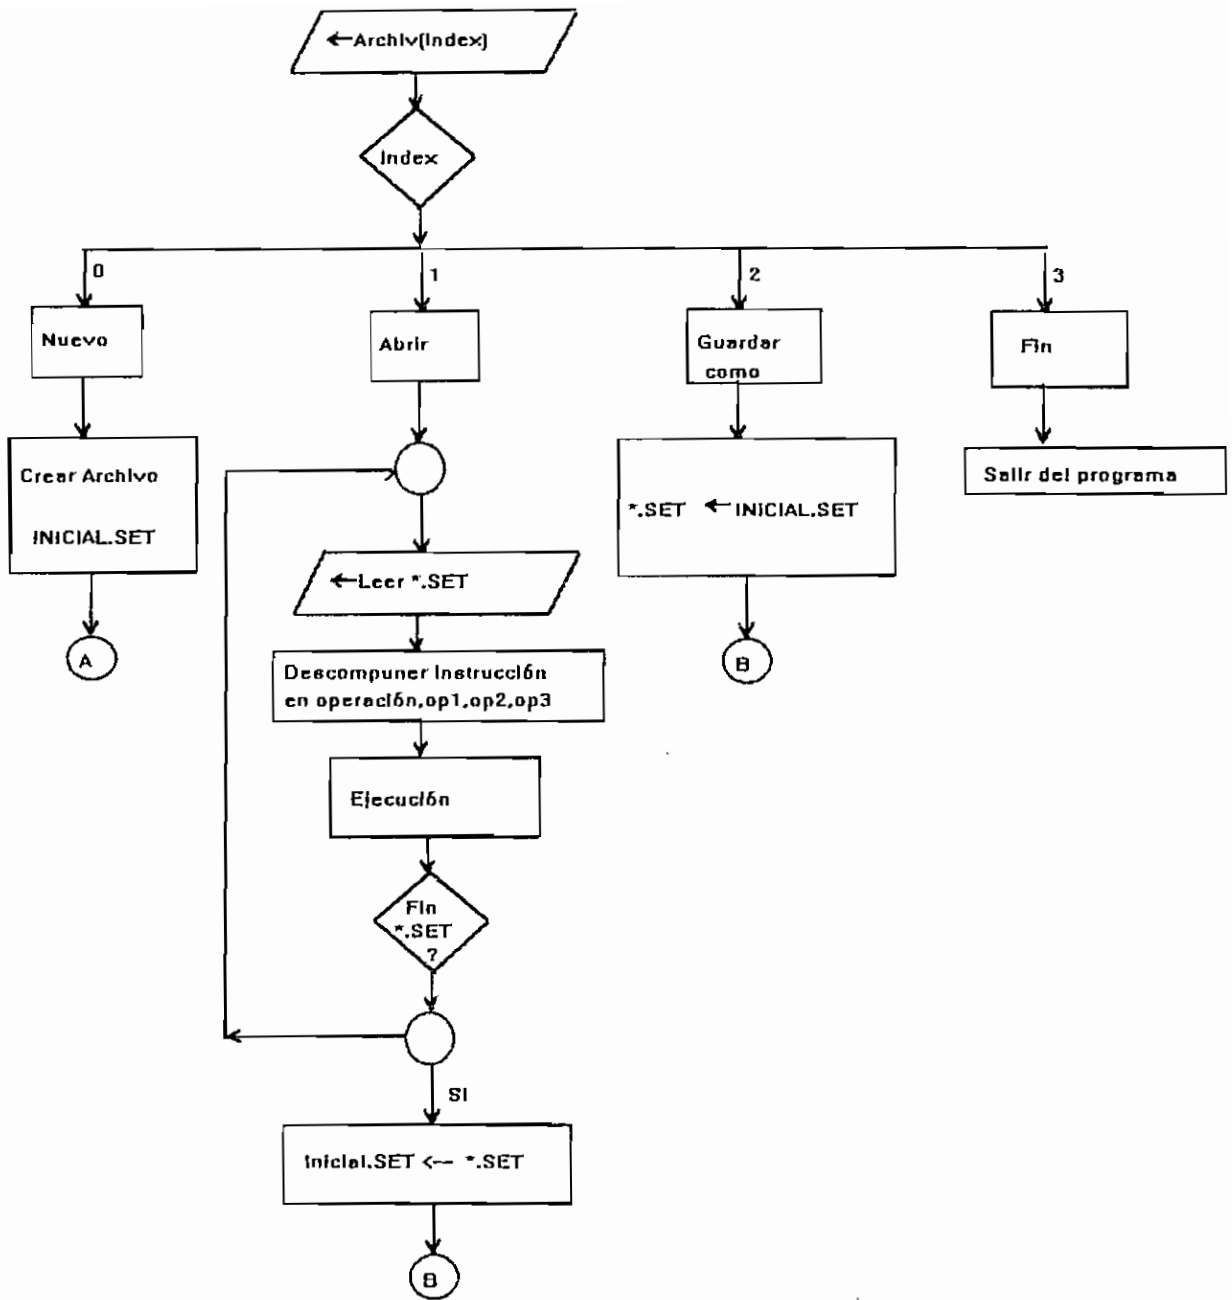 ←Archiv(Index)
Index
0
1
2
3
Nuevo
Abrir
Guardar
como
Fin
Crear Archivo
INICIAL.SET
*.SET ← INICIAL.SET
Salir del programa
←Leer *.SET
A
B
Descompuner Instrucción
en operación,op1,op2,op3
Ejecución
Fin
*.SET
?
SI
Inicial.SET <-- *.SET
B